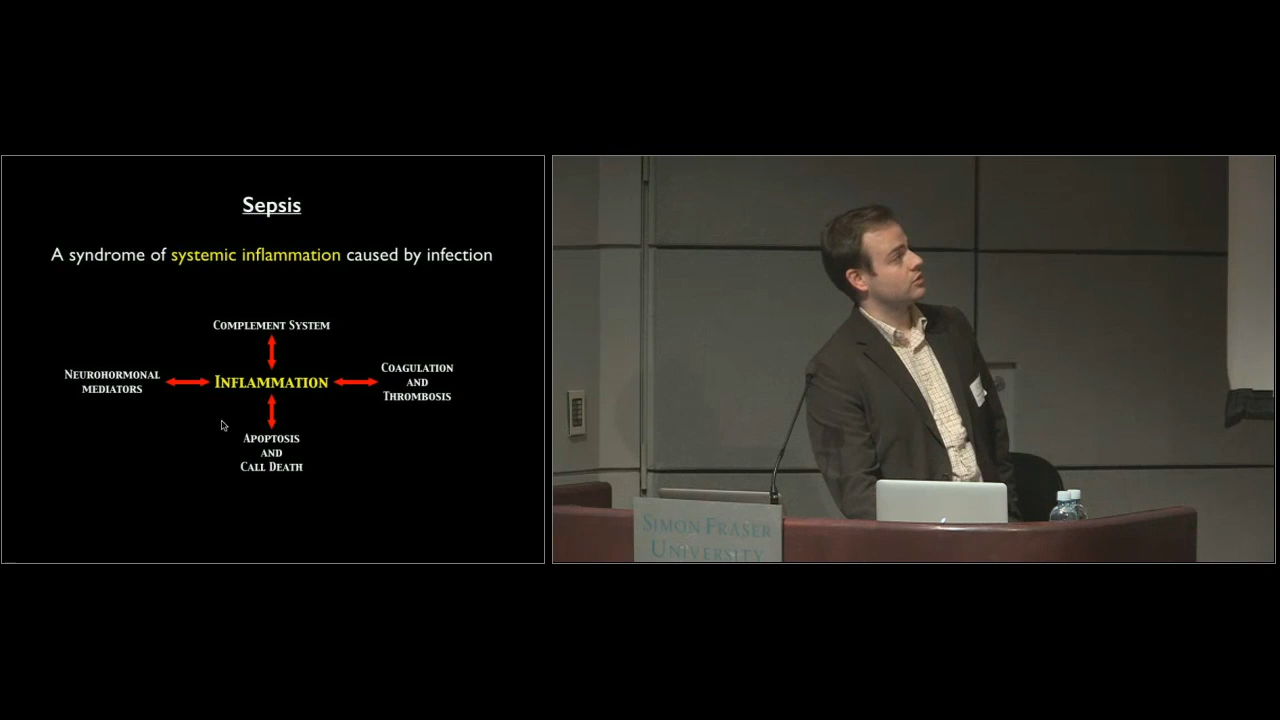 Sepsis
A syndrome of systemic inflammation caused by infection
Complement System
Neurohormonal
mediators
Inflammation
Coagulation
and
Thrombosis
Apoptosis
and
Call Death
Simon Fraser
University